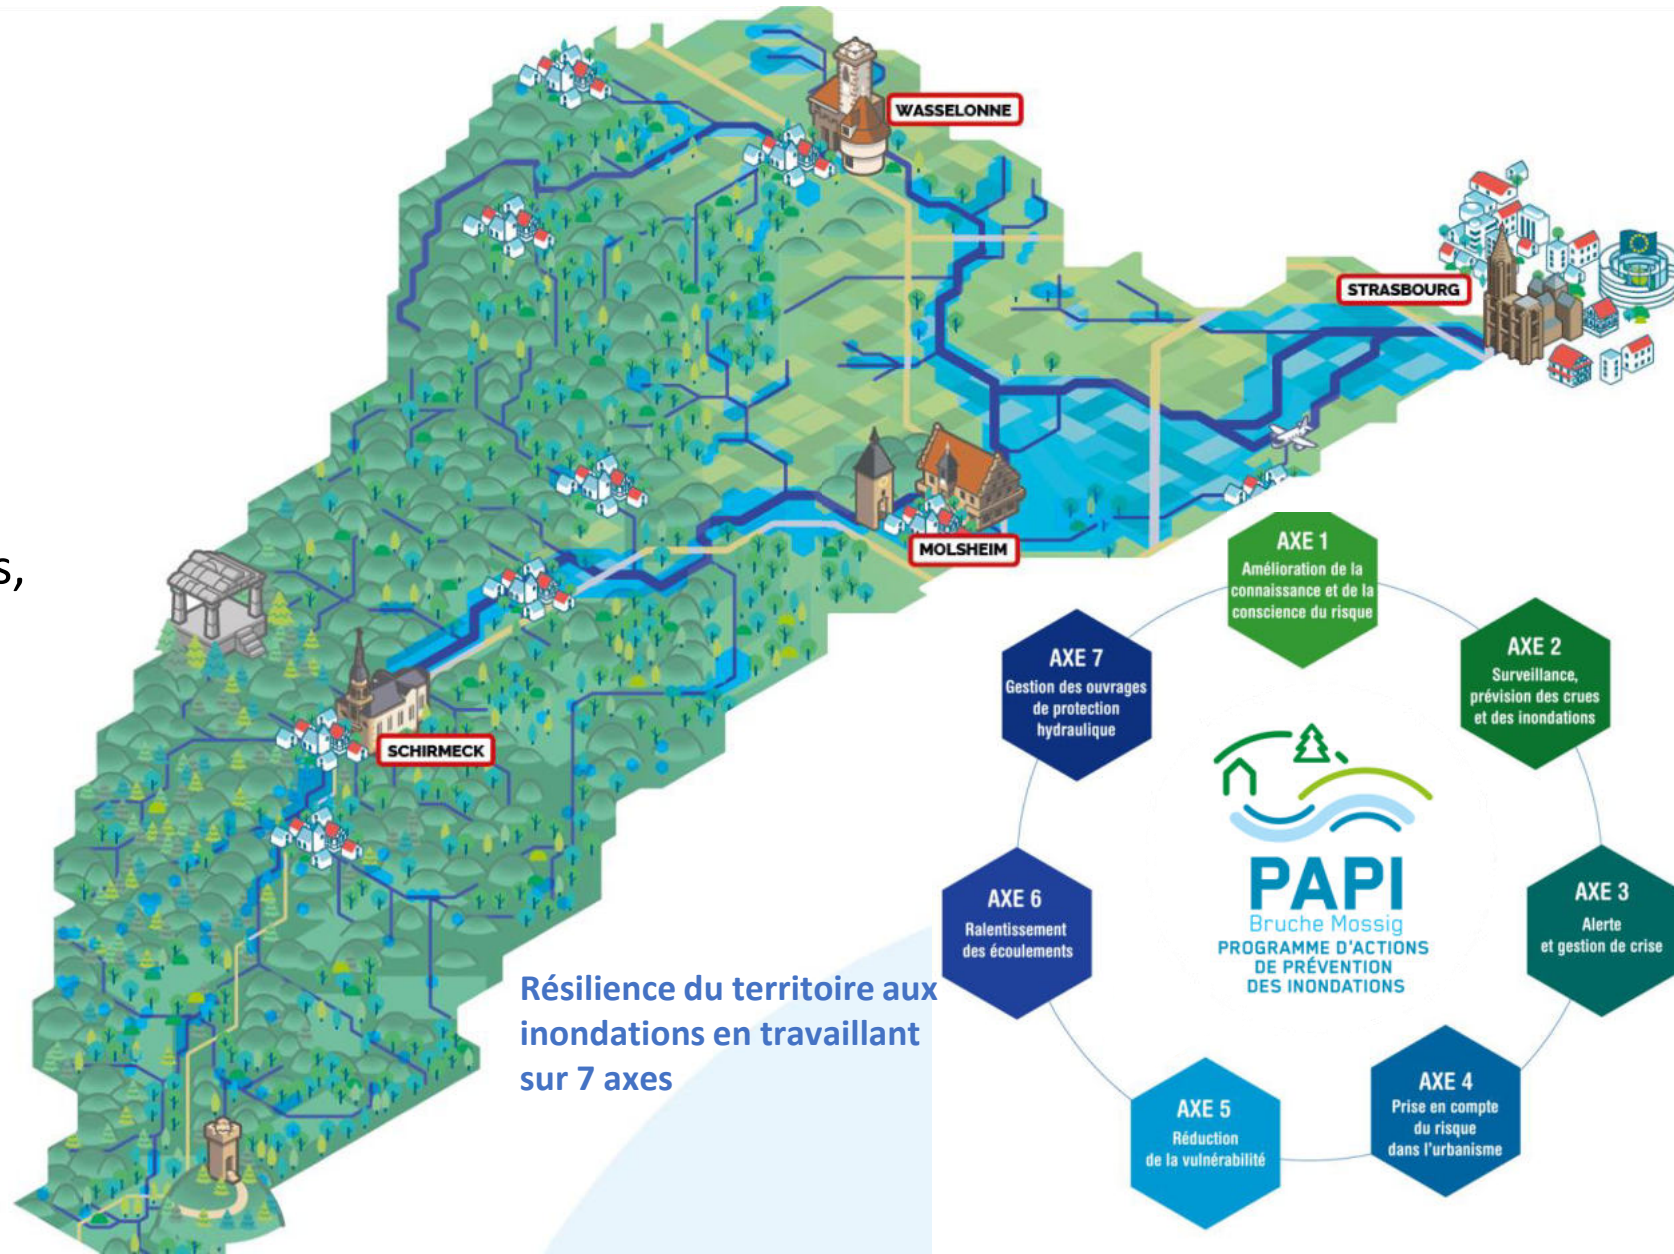 WASSELONNE
STRASBOURG
MOLSHEIM
SCHIRMECK
s,
Résilience du territoire aux
inondations en travaillant
sur 7 axes
AXE 1
Amélioration de la
connaissance et de la
conscience du risque
AXE 2
Surveillance,
prévision des crues
et des inondations
AXE 3
Alerte
et gestion de crise
AXE 4
Prise en compte
du risque
dans l'urbanisme
AXE 5
Réduction
de la vulnérabilité
AXE 6
Ralentissement
des écoulements
AXE 7
Gestion des ouvrages
de protection
hydraulique
PAPI
Bruche Mossig
PROGRAMME D'ACTIONS
DE PRÉVENTION
DES INONDATIONS